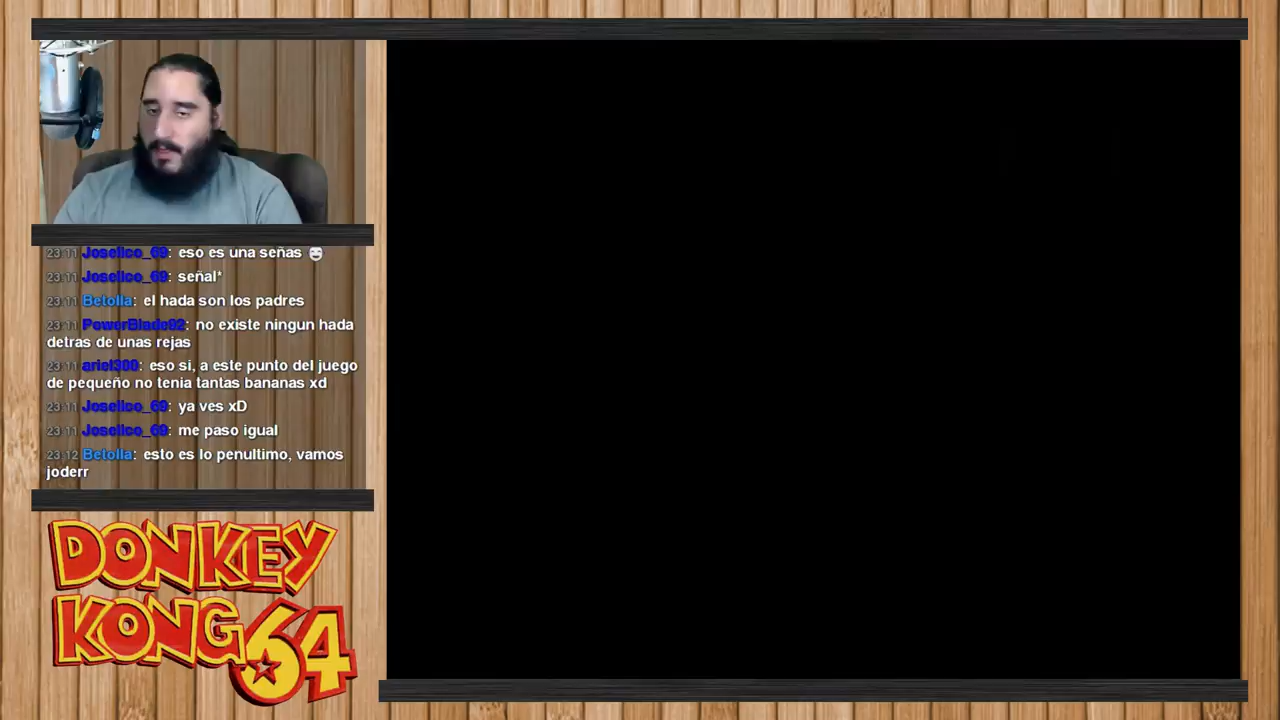 23:11 Joselico_69: eso es una señas
23:11 Joselico_69: señal*
23:11 Betolla: el hada son los padres
23:11 PowerBlade92: no existe ningun hada
detras de unas rejas
23:11 ariel300: eso si, a este punto del juego
de pequeño no tenia tantas bananas xd
23:11 Joselico_69: ya ves xD
23:11 Joselico_69: me paso igual
23:12 Betolla: esto es lo penultimo, vamos
joderr
DONKEY
KONG
64